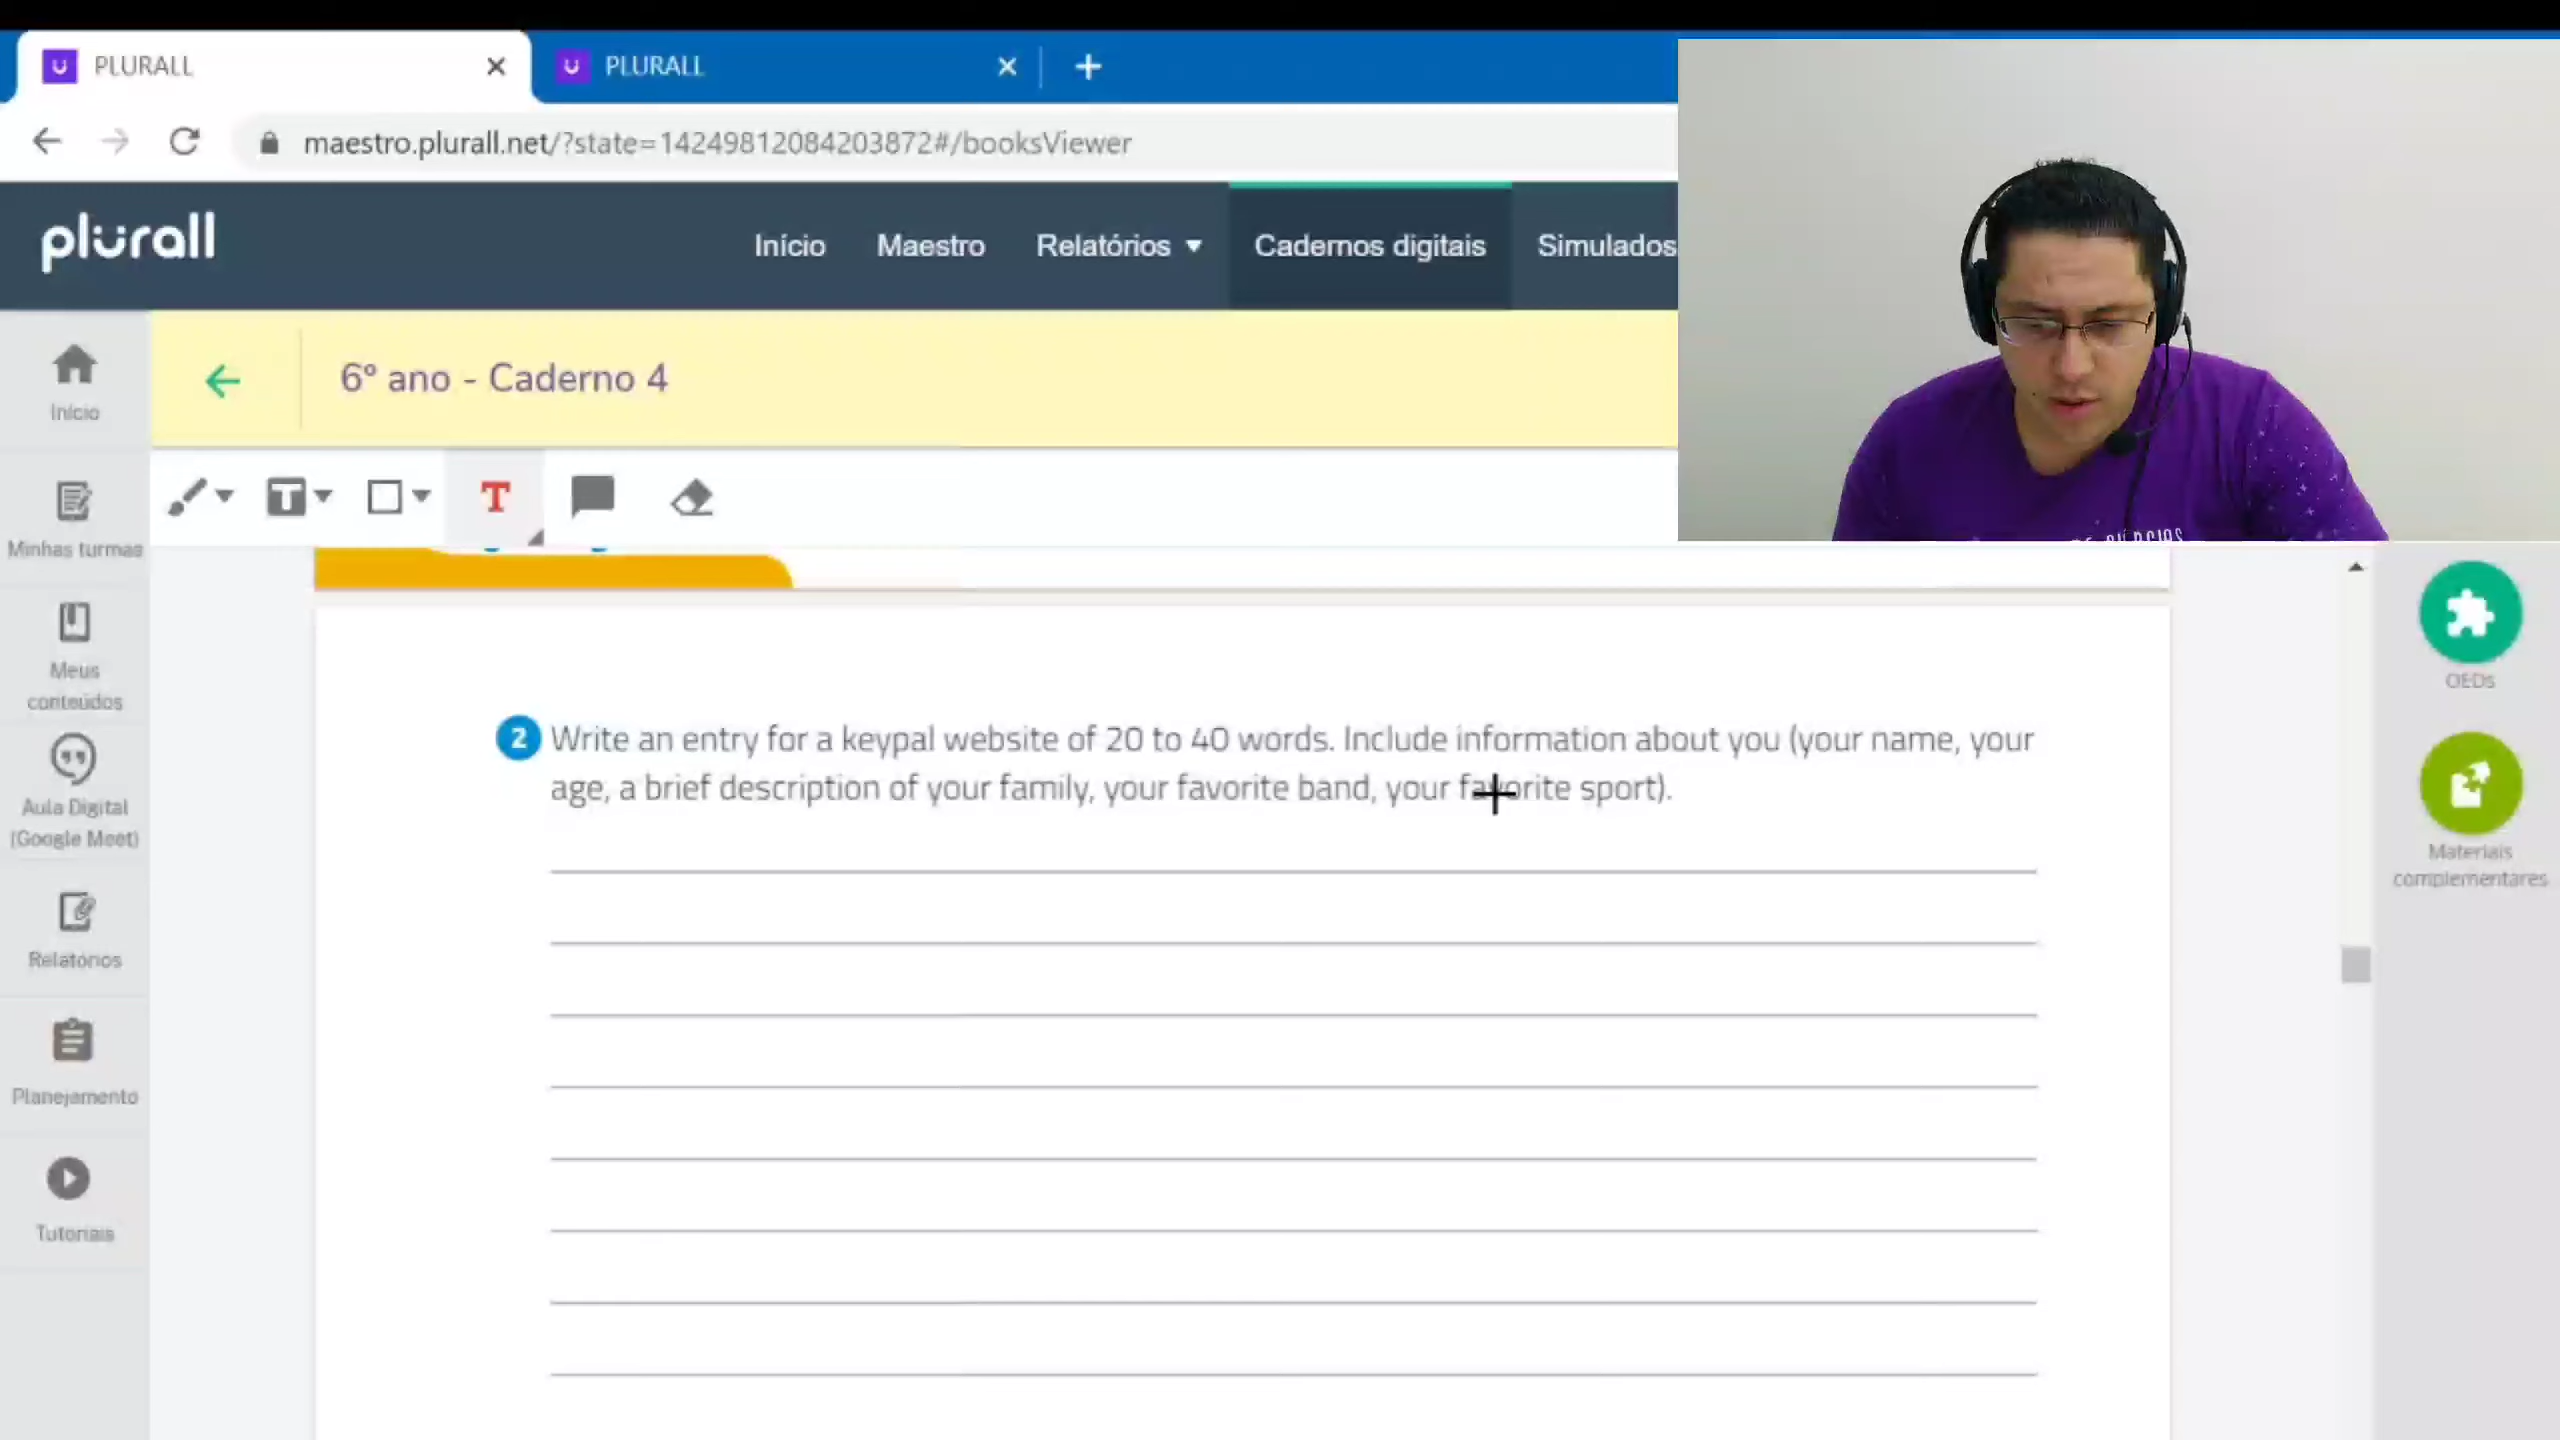 PLURALL
PLURALL
maestro.plurall.net/?state=14249812084203872#/booksViewer
plurall
Início
Maestro
Relatórios
Cadernos digitais
Simulados
6º ano - Caderno 4
Início
Minhas turmas
Meus
conteúdos
Aula Digital
(Google Meet)
Relatórios
Planejamento
Tutoriais
T
T
2 Write an entry for a keypal website of 20 to 40 words. Include information about you (your name, your
age, a brief description of your family, your favorite band, your favorite sport).
OEDs
Materiais
complementares